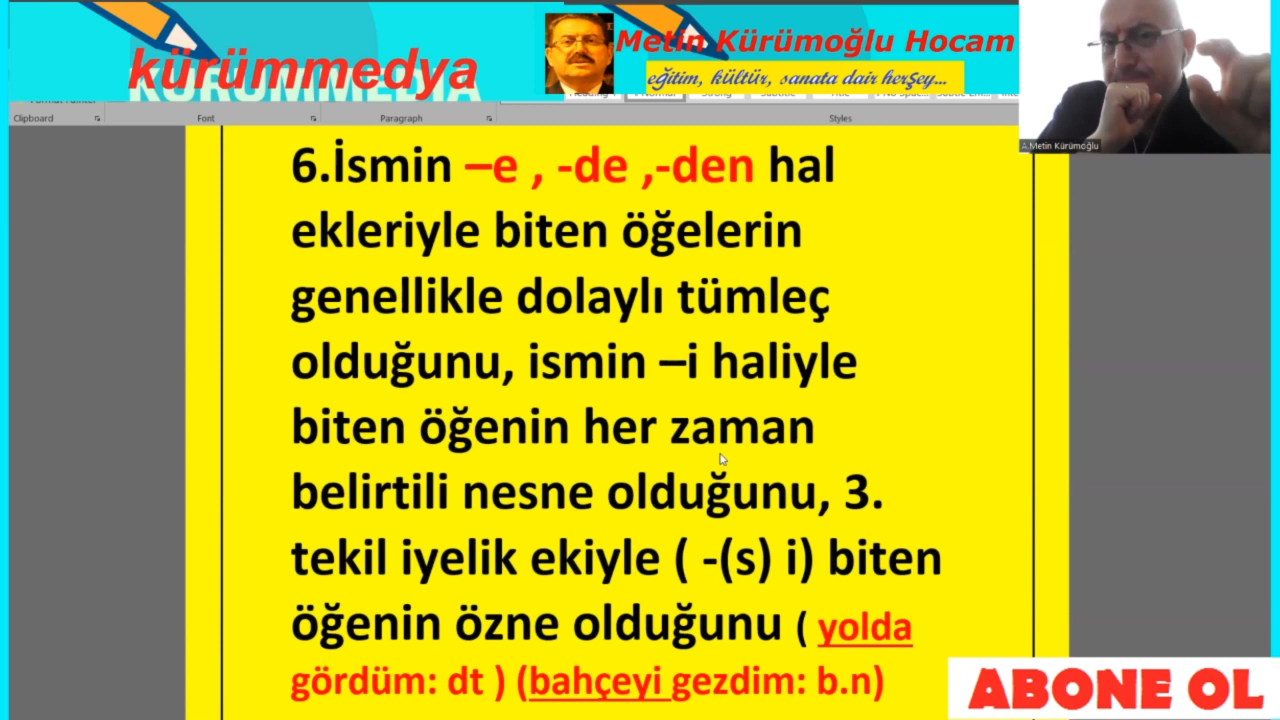 kürümmedya
Metin Kürümoğlu Hocam
eğitim, kültür, sanata dair herşey...
Clipboard
Font
Paragraph
Styles
A.Metin Kürümoğlu
6.İsmin –e , -de ,-den hal
ekleriyle biten öğelerin
genellikle dolaylı tümleç
olduğunu, ismin –i haliyle
biten öğenin her zaman
belirtili nesne olduğunu, 3.
tekil iyelik ekiyle ( -(s) i) biten
öğenin özne olduğunu ( yolda
gördüm: dt ) (bahçeyi gezdim: b.n)
ABONE OL